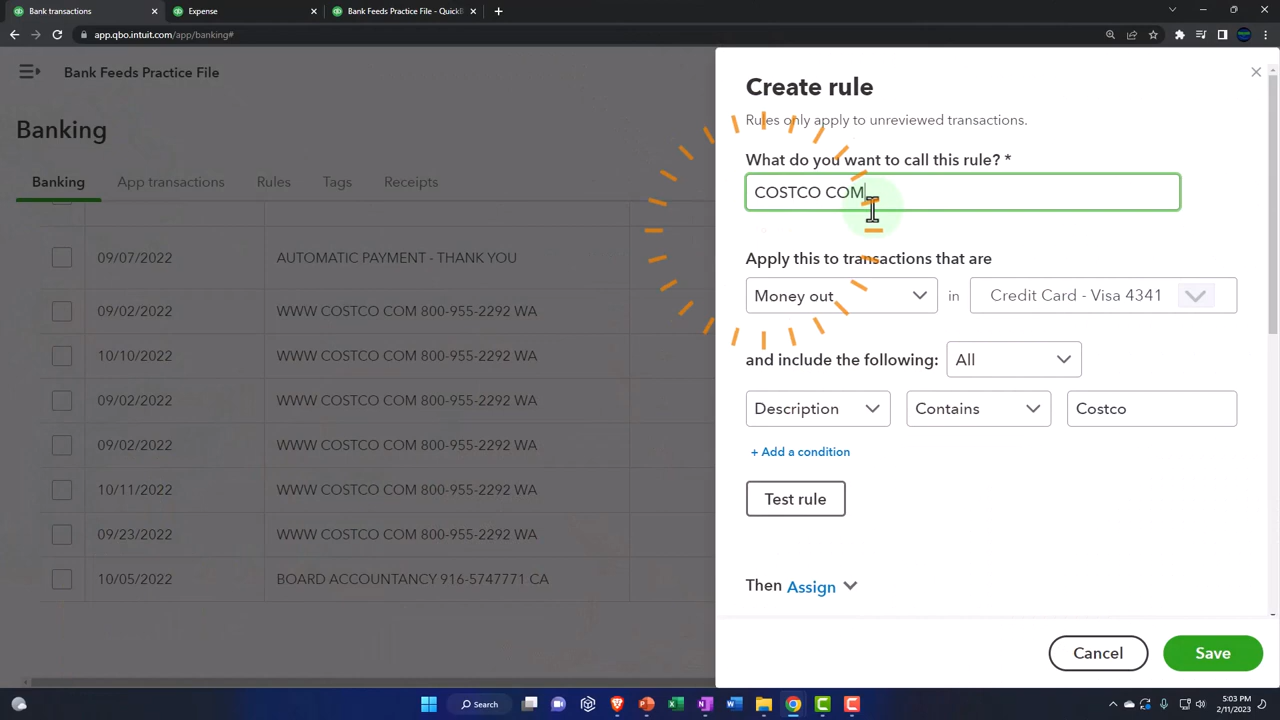 Bank transactions
Expense
Bank Feeds Practice File - QuickB
app.qbo.intuit.com/app/banking#
Bank Feeds Practice File
Banking
Banking App transactions Rules Tags Receipts
09/07/2022 AUTOMATIC PAYMENT - THANK YOU
09/02/2022 WWW COSTCO COM 800-955-2292 WA
10/10/2022 WWW COSTCO COM 800-955-2292 WA
09/02/2022 WWW COSTCO COM 800-955-2292 WA
09/02/2022 WWW COSTCO COM 800-955-2292 WA
10/11/2022 WWW COSTCO COM 800-955-2292 WA
09/23/2022 WWW COSTCO COM 800-955-2292 WA
10/05/2022 BOARD ACCOUNTANCY 916-5747771 CA
Create rule
Rules only apply to unreviewed transactions.
What do you want to call this rule? *
COSTCO COM
Apply this to transactions that are
Money out in Credit Card - Visa 4341
and include the following: All
Description Contains Costco
+ Add a condition
Test rule
Then Assign
Cancel Save
Search
5:03 PM
2/11/2023